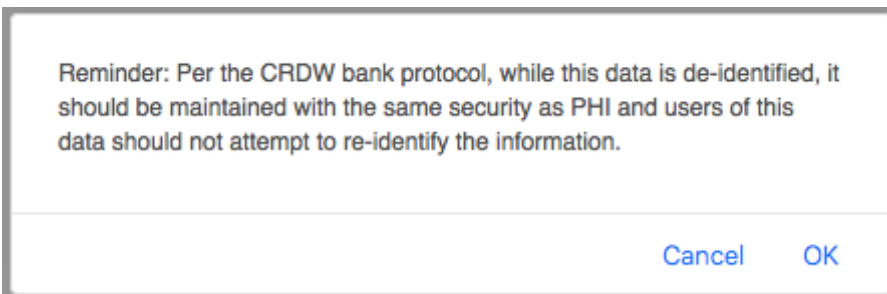 Reminder: Per the CRDW bank protocol, while this data is de-identified, it
should be maintained with the same security as PHI and users of this
data should not attempt to re-identify the information.
Cancel OK